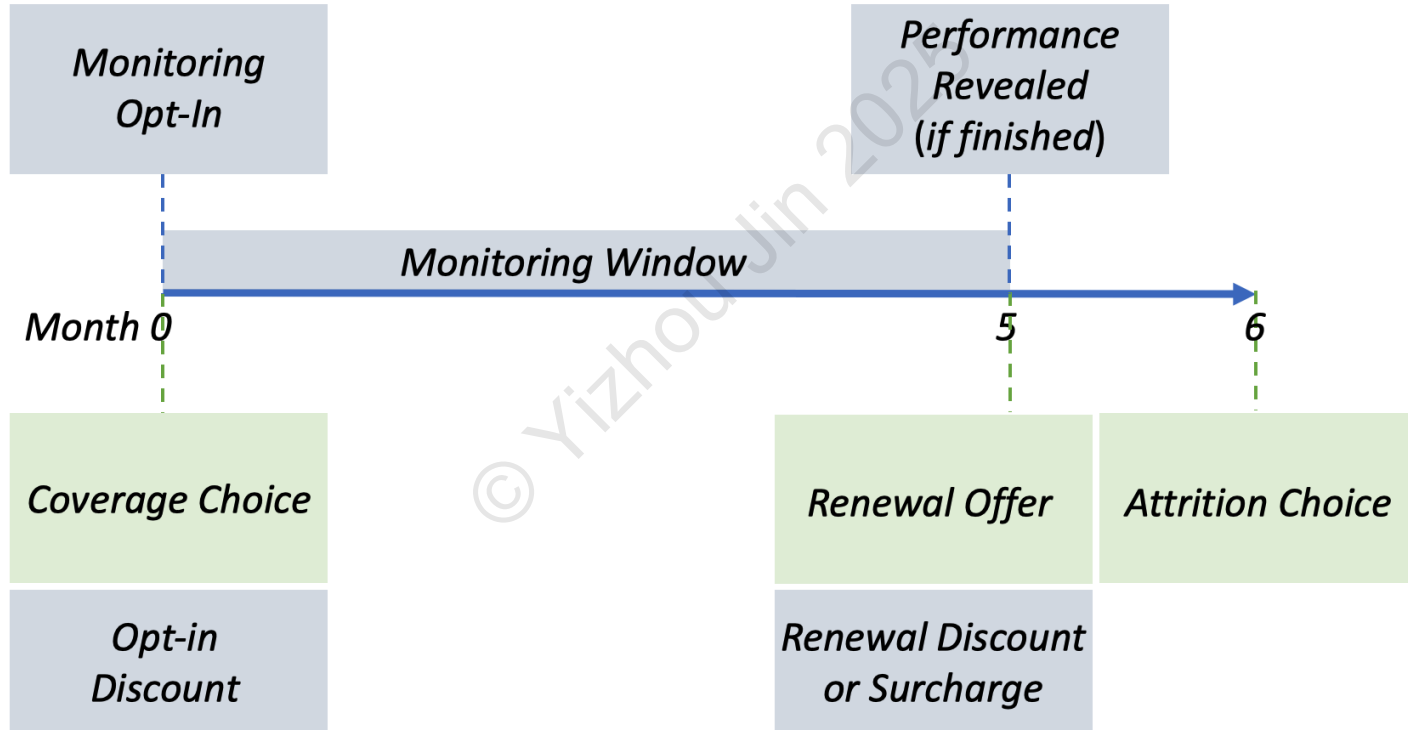 Monitoring
Opt-In
Performance
Revealed
(if finished)
Monitoring Window
Month 0
5
6
Coverage Choice
Renewal Offer
Attrition Choice
Opt-in
Discount
Renewal Discount
or Surcharge
© Yizhou Jin 2025